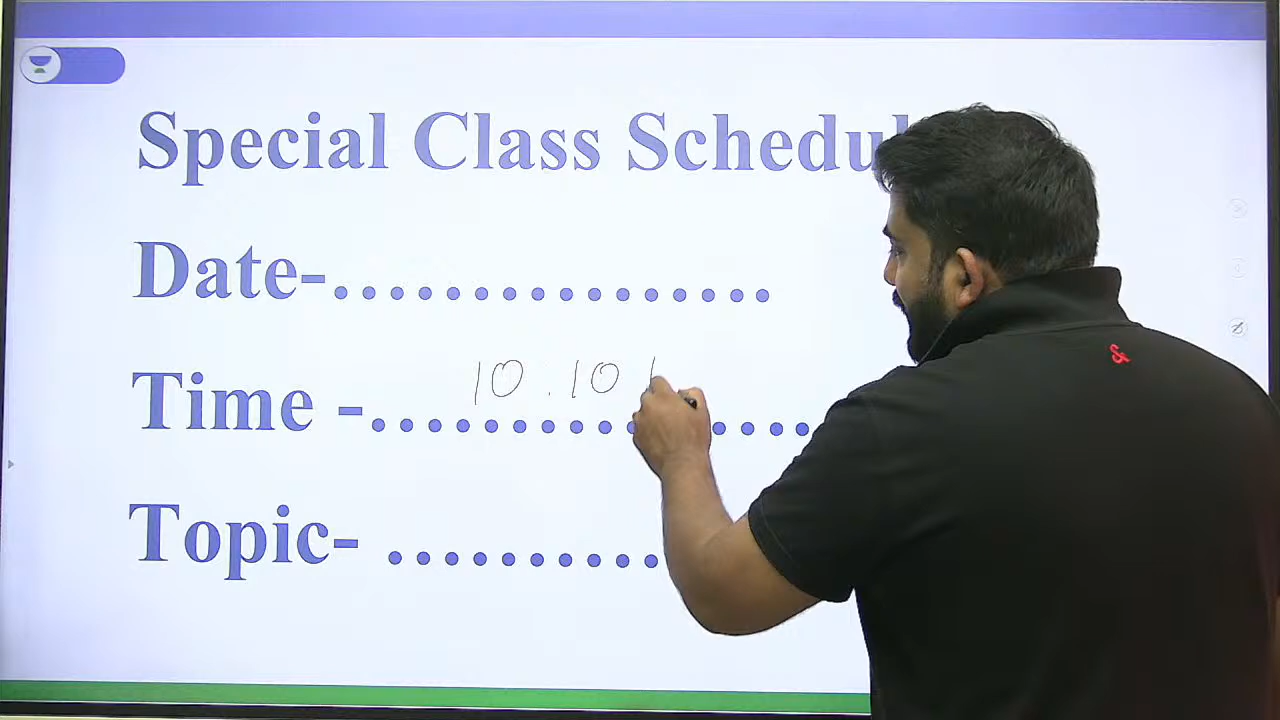 Special Class Schedul
Date-................
10.10
Time -................
Topic- ..........
&